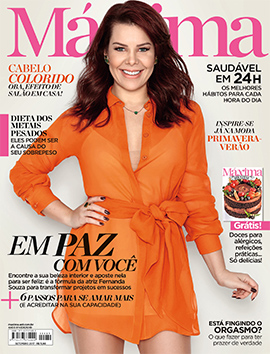 Máxima
CABELO
COLORIDO
OBA, EFEITO DE
SALÃO EM CASA!
DIETA DOS
METAIS
PESADOS
ELES PODEM SER
A CAUSA DO
SEU SOBREPESO
SAUDÁVEL
EM 24H
OS MELHORES
HÁBITOS PARA CADA
HORA DO DIA
INSPIRE-SE
JÁ NA MODA
PRIMAVERA-
VERÃO
Máxima
Grátis!
Doces para
alérgicos,
refeições
práticas...
Só delícias!
EM PAZ
COM VOCÊ
Encontre a sua beleza interior e aposte nela
para ser feliz: é a fórmula da atriz Fernanda
Souza para transformar projetos em sucessos
+ 6 PASSOS PARA SE AMAR MAIS
(E ACREDITAR NA SUA CAPACIDADE)
ESTÁ FINGINDO O
ORGASMO?
O que fazer para ter
prazer de verdade